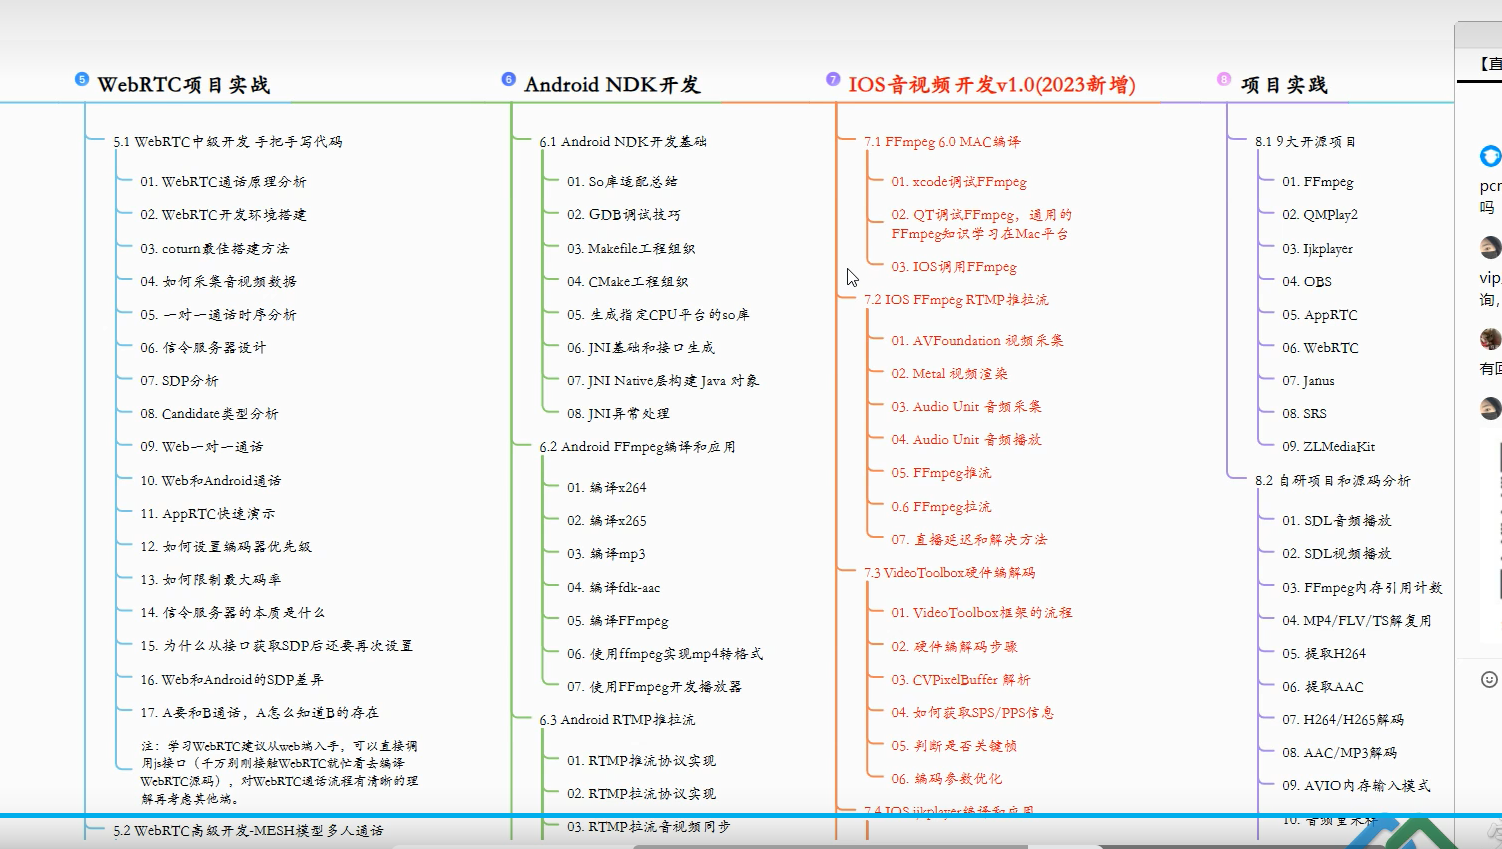 5 WebRTC项目实战
5.1 WebRTC中级开发 手把手写代码
01. WebRTC通话原理分析
02. WebRTC开发环境搭建
03. coturn最佳搭建方法
04. 如何采集音视频数据
05. 一对一通话时序分析
06. 信令服务器设计
07. SDP分析
08. Candidate类型分析
09. Web一对一通话
10. Web和Android通话
11. AppRTC快速演示
12. 如何设置编码器优先级
13. 如何限制最大码率
14. 信令服务器的本质是什么
15. 为什么从接口获取SDP后还要再次设置
16. Web和Android的SDP差异
17. A要和B通话，A怎么知道B的存在
注：学习WebRTC建议从web端入手，可以直接调
用js接口（千万别刚接触WebRTC就忙着去编译
WebRTC源码），对WebRTC通话流程有清晰的理
解再考虑其他端。
5.2 WebRTC高级开发-MESH模型多人通话
6 Android NDK开发
6.1 Android NDK开发基础
01. So库适配总结
02. GDB调试技巧
03. Makefile工程组织
04. CMake工程组织
05. 生成指定CPU平台的so库
06. JNI基础和接口生成
07. JNI Native层构建 Java 对象
08. JNI异常处理
6.2 Android FFmpeg编译和应用
01. 编译x264
02. 编译x265
03. 编译mp3
04. 编译fdk-aac
05. 编译FFmpeg
06. 使用ffmpeg实现mp4转格式
07. 使用FFmpeg开发播放器
6.3 Android RTMP推拉流
01. RTMP推流协议实现
02. RTMP拉流协议实现
03. RTMP拉流音视频同步
7 IOS音视频开发v1.0(2023新增)
7.1 FFmpeg 6.0 MAC编译
01. xcode调试FFmpeg
02. QT调试FFmpeg，通用的
FFmpeg知识学习在Mac平台
03. IOS调用FFmpeg
7.2 IOS FFmpeg RTMP推拉流
01. AVFoundation 视频采集
02. Metal 视频渲染
03. Audio Unit 音频采集
04. Audio Unit 音频播放
05. FFmpeg推流
0.6 FFmpeg拉流
07. 直播延迟和解决方法
7.3 VideoToolbox硬件编解码
01. VideoToolbox框架的流程
02. 硬件编解码步骤
03. CVPixelBuffer 解析
04. 如何获取SPS/PPS信息
05. 判断是否关键帧
06. 编码参数优化
7.4 IOS ijkplayer编译和应用
8 项目实践
8.1 9大开源项目
01. FFmpeg
02. QMPlay2
03. Ijkplayer
04. OBS
05. AppRTC
06. WebRTC
07. Janus
08. SRS
09. ZLMediaKit
8.2 自研项目和源码分析
01. SDL音频播放
02. SDL视频播放
03. FFmpeg内存引用计数
04. MP4/FLV/TS解复用
05. 提取H264
06. 提取AAC
07. H264/H265解码
08. AAC/MP3解码
09. AVIO内存输入模式
10. 音频重采样
【直
pcr
吗
vip
询，
有回